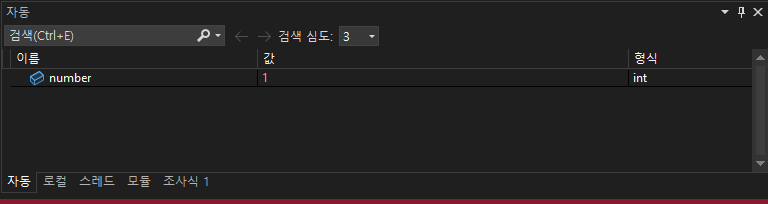 자동
검색(Ctrl+E) 검색 심도: 3
이름 값 형식
number 1 int
자동 로컬 스레드 모듈 조사식 1